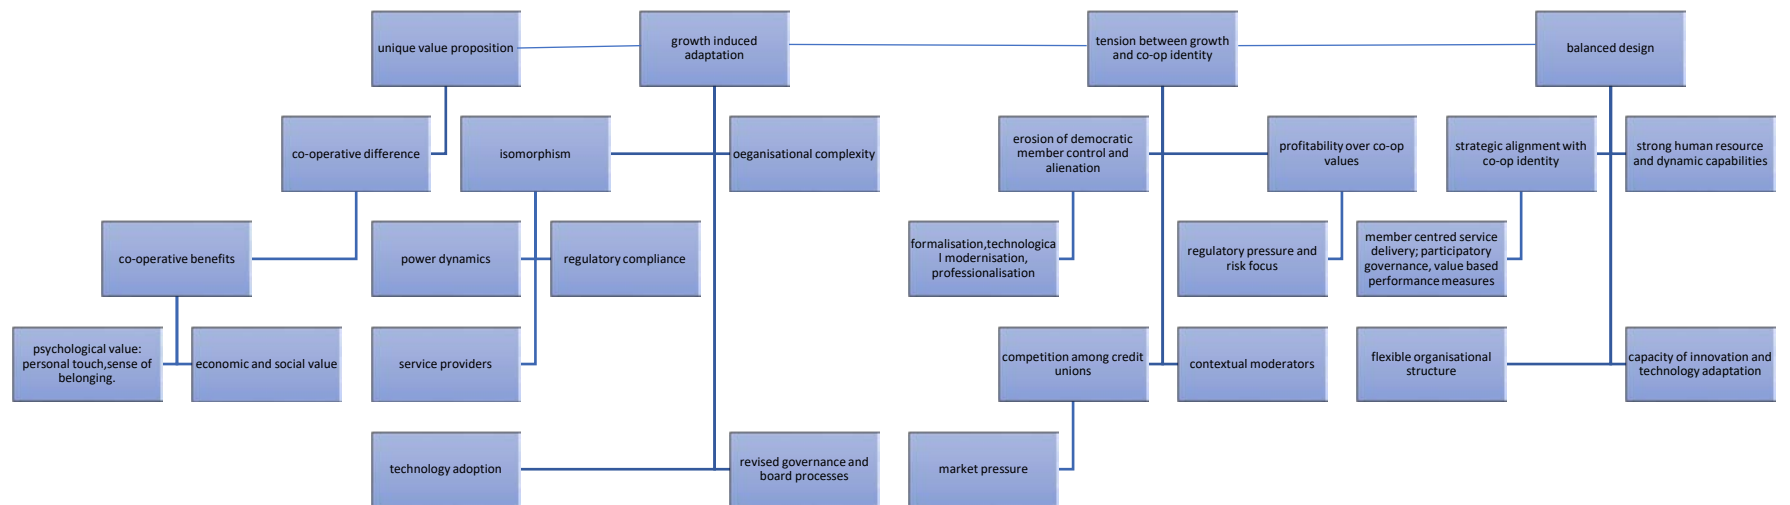 unique value proposition
growth induced
adaptation
tension between growth
and co-op identity
balanced design
co-operative difference
isomorphism
oeganisational complexity
erosion of democratic
member control and
alienation
profitability over co-op
values
strategic alignment with
co-op identity
strong human resource
and dynamic capabilities
co-operative benefits
power dynamics
regulatory compliance
formalisation,technologica
l modernisation,
professionalisation
regulatory pressure and
risk focus
member centred service
delivery; participatory
governance, value based
performance measures
psychological value:
personal touch,sense of
belonging.
economic and social value
service providers
competition among credit
unions
contextual moderators
flexible organisational
structure
capacity of innovation and
technology adaptation
technology adoption
revised governance and
board processes
market pressure